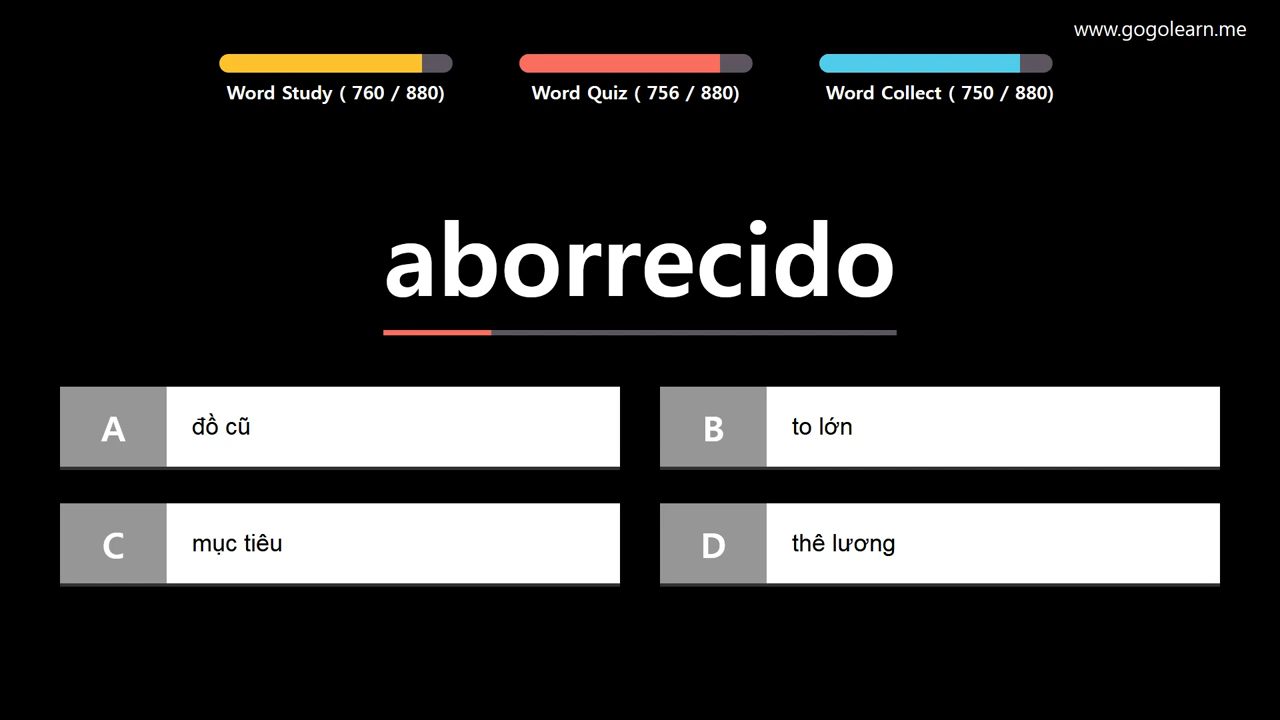 www.gogolearn.me
Word Study ( 760 / 880)
Word Quiz ( 756 / 880)
Word Collect ( 750 / 880)
aborrecido
A
đồ cũ
B
to lớn
C
mục tiêu
D
thê lương